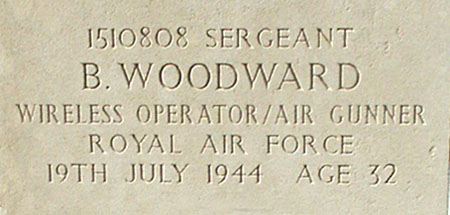 1510808 SERGEANT
B. WOODWARD
WIRELESS OPERATOR/AIR GUNNER
ROYAL AIR FORCE
19TH JULY 1944 AGE 32